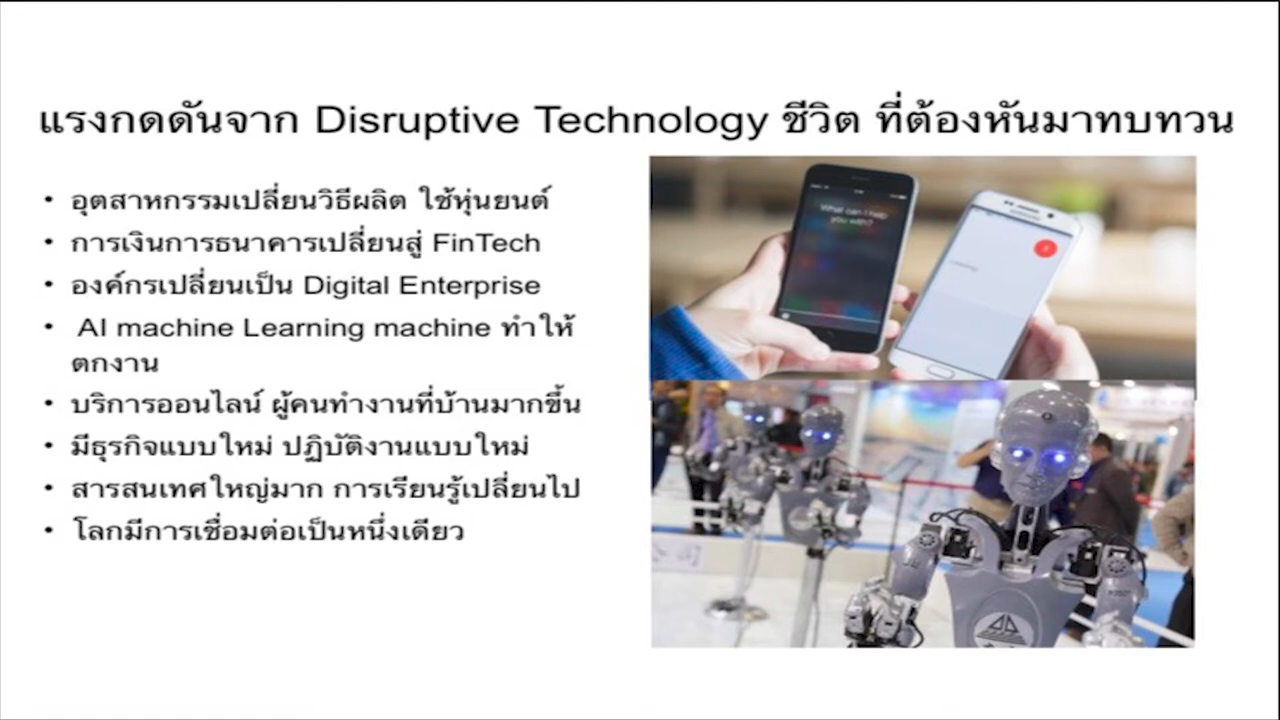 แรงกดดันจาก Disruptive Technology ชีวิต ที่ต้องหันมาทบทวน
• อุตสาหกรรมเปลี่ยนวิธีผลิต ใช้หุ่นยนต์
• การเงินการธนาคารเปลี่ยนสู่ FinTech
• องค์กรเปลี่ยนเป็น Digital Enterprise
• AI machine Learning machine ทำให้
ตกงาน
• บริการออนไลน์ ผู้คนทำงานที่บ้านมากขึ้น
• มีธุรกิจแบบใหม่ ปฏิบัติงานแบบใหม่
• สารสนเทศใหญ่มาก การเรียนรู้เปลี่ยนไป
• โลกมีการเชื่อมต่อเป็นหนึ่งเดียว
What can I help
you with?